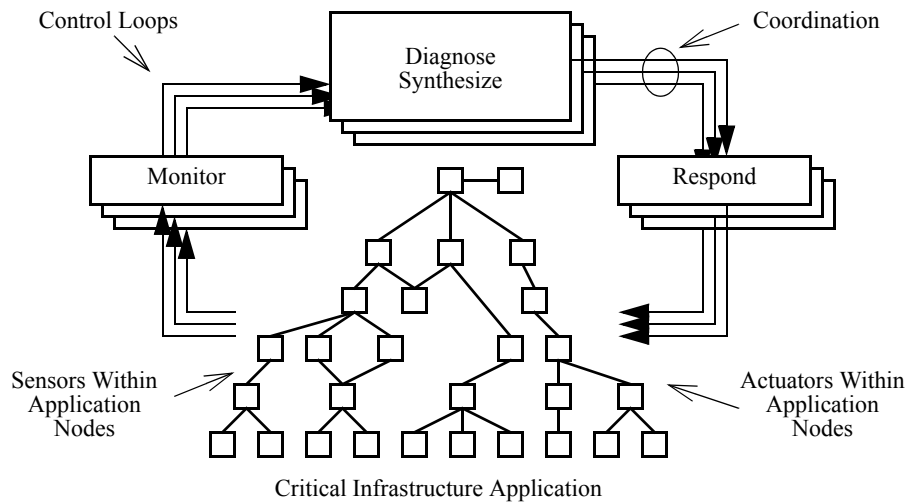 Control Loops
Coordination
Diagnose
Synthesize
Monitor
Respond
Sensors Within
Application
Nodes
Actuators Within
Application
Nodes
Critical Infrastructure Application